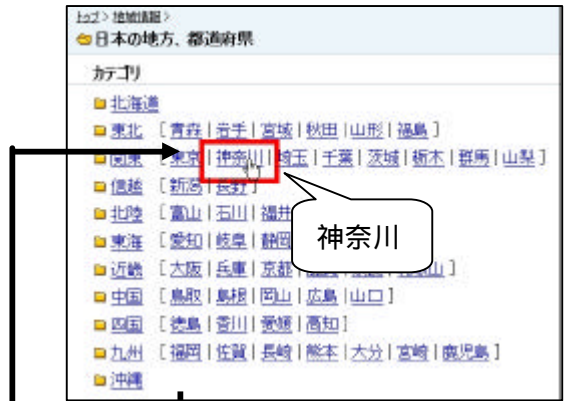 トップ > 地域情報 >
日本の地方、都道府県
カテゴリ
北海道
東北 [ 青森 | 岩手 | 宮城 | 秋田 | 山形 | 福島 ]
関東 [ 東京 | 神奈川 | 埼玉 | 千葉 | 茨城 | 栃木 | 群馬 | 山梨 ]
信越 [ 新潟 | 長野 ]
北陸 [ 富山 | 石川 | 福井
東海 [ 愛知 | 岐阜 | 静岡
神奈川
近畿 [ 大阪 | 兵庫 | 京都 | 山 ]
中国 [ 鳥取 | 島根 | 岡山 | 広島 | 山口 ]
四国 [ 徳島 | 香川 | 愛媛 | 高知 ]
九州 [ 福岡 | 佐賀 | 長崎 | 熊本 | 大分 | 宮崎 | 鹿児島 ]
沖縄